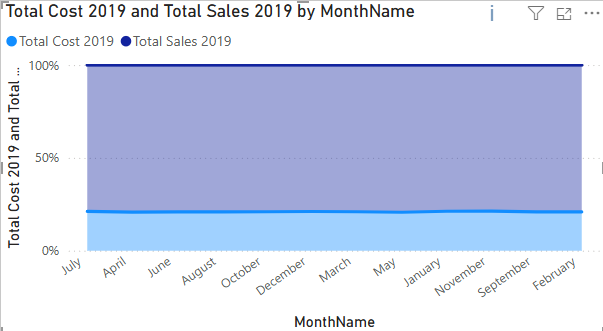 Total Cost 2019 and Total Sales 2019 by MonthName
Total Cost 2019 Total Sales 2019
Total Cost 2019 and Total ...
100%
50%
0%
July April June August October December March May January November September February
MonthName